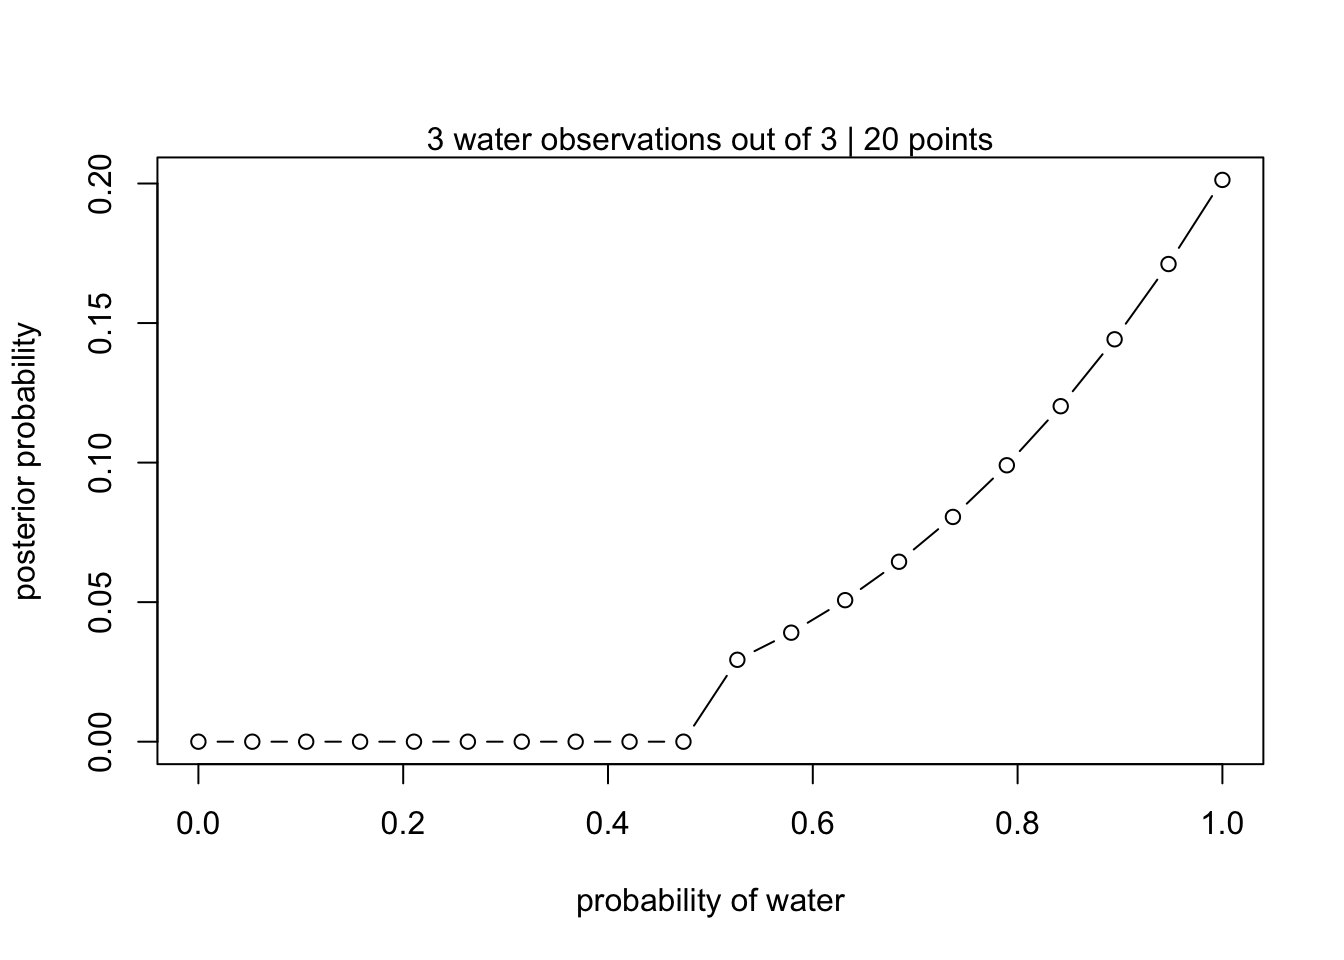 3 water observations out of 3 | 20 points
posterior probability
0.20
0.15
0.10
0.05
0.00
0.0 0.2 0.4 0.6 0.8 1.0
probability of water